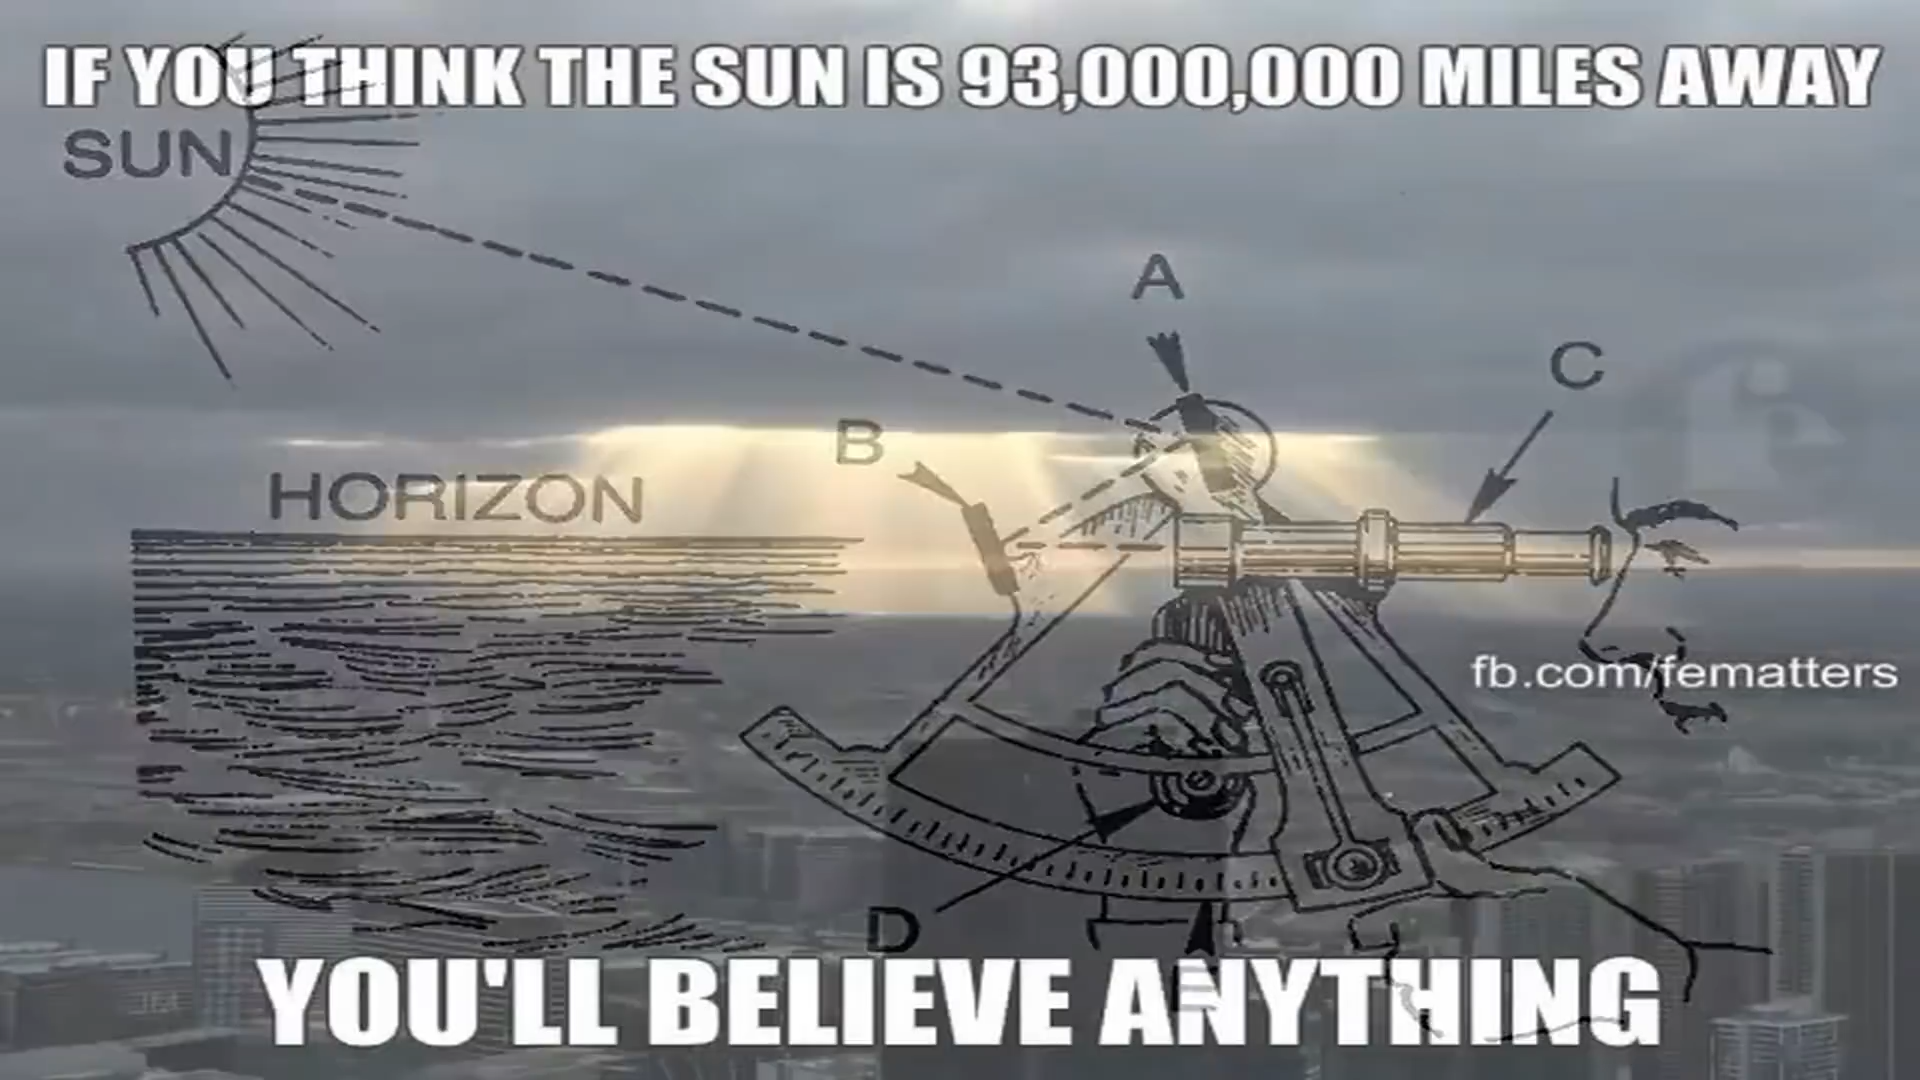 IF YOU THINK THE SUN IS 93,000,000 MILES AWAY
SUN
A
C
B
HORIZON
fb.com/fematters
D
E
YOU'LL BELIEVE ANYTHING